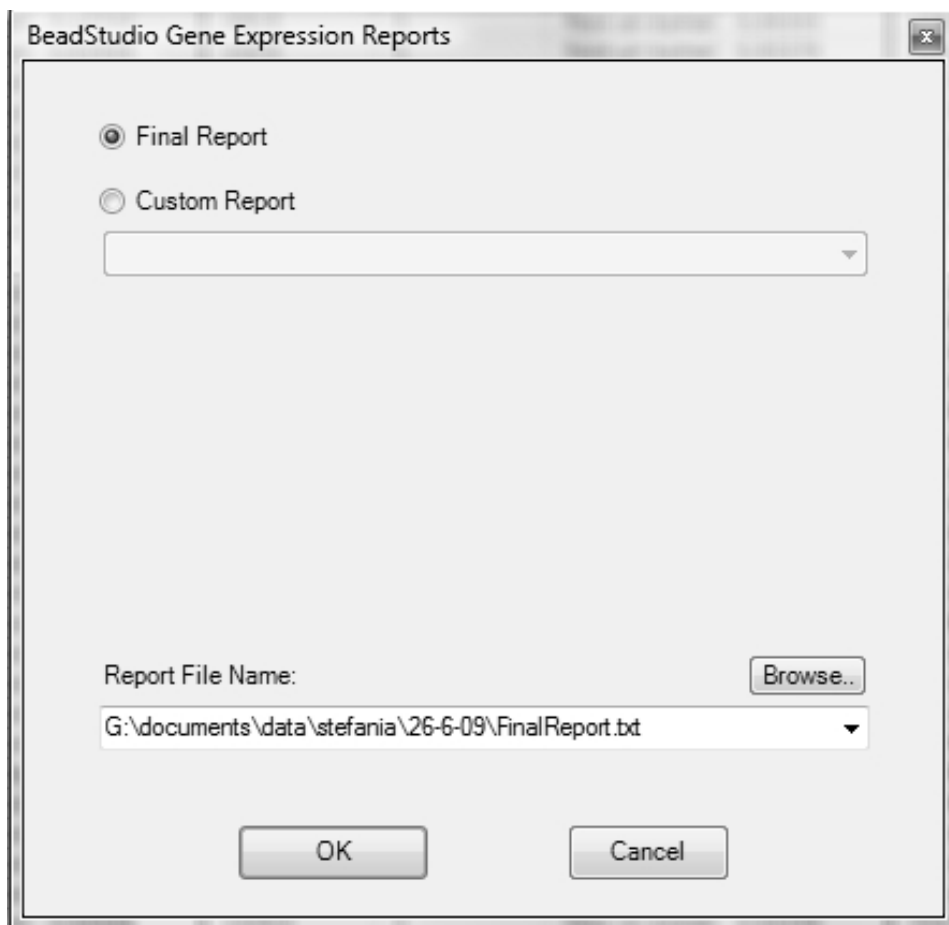 BeadStudio Gene Expression Reports
Final Report
Custom Report
Report File Name:
Browse..
G:\documents\data\stefania\26-6-09\FinalReport.txt
OK
Cancel